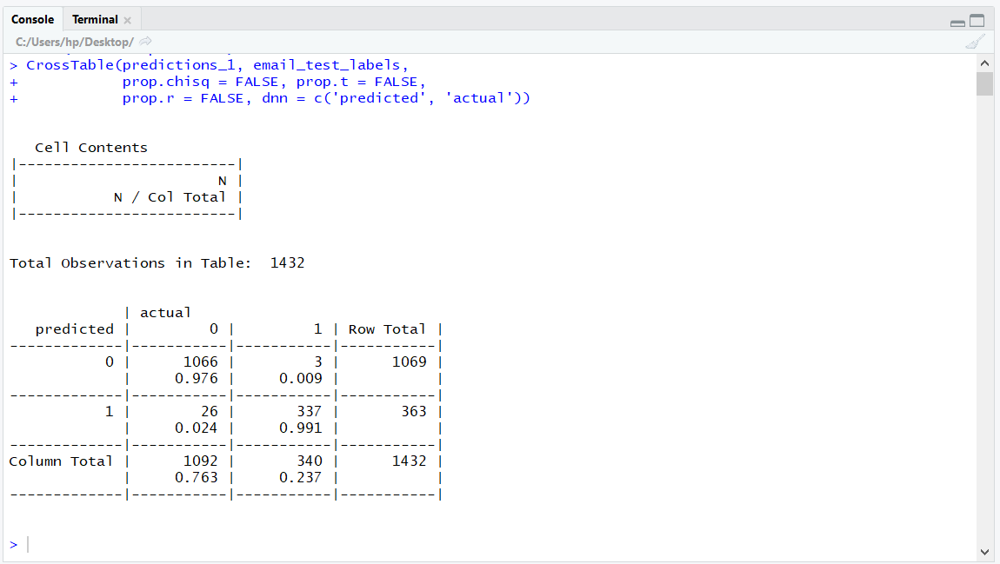 Console Terminal ×
C:/Users/hp/Desktop/
> CrossTable(predictions_1, email_test_labels,
+            prop.chisq = FALSE, prop.t = FALSE,
+            prop.r = FALSE, dnn = c('predicted', 'actual'))
   Cell Contents
|-------------------------|
|                       N |
|           N / Col Total |
|-------------------------|
Total Observations in Table:  1432
             | actual
   predicted |         0 |         1 | Row Total |
-------------|-----------|-----------|-----------|
           0 |      1066 |         3 |      1069 |
             |     0.976 |     0.009 |           |
-------------|-----------|-----------|-----------|
           1 |        26 |       337 |       363 |
             |     0.024 |     0.991 |           |
-------------|-----------|-----------|-----------|
Column Total |      1092 |       340 |      1432 |
             |     0.763 |     0.237 |           |
-------------|-----------|-----------|-----------|
>